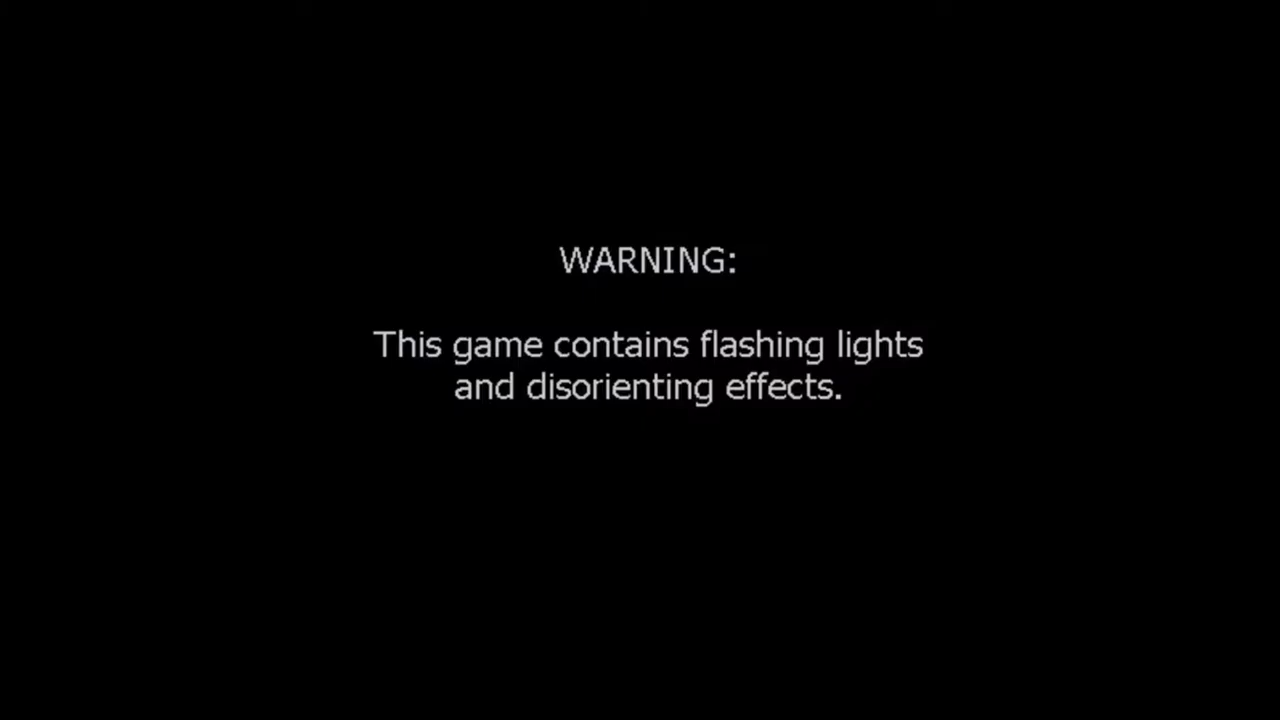 WARNING:
This game contains flashing lights
and disorienting effects.